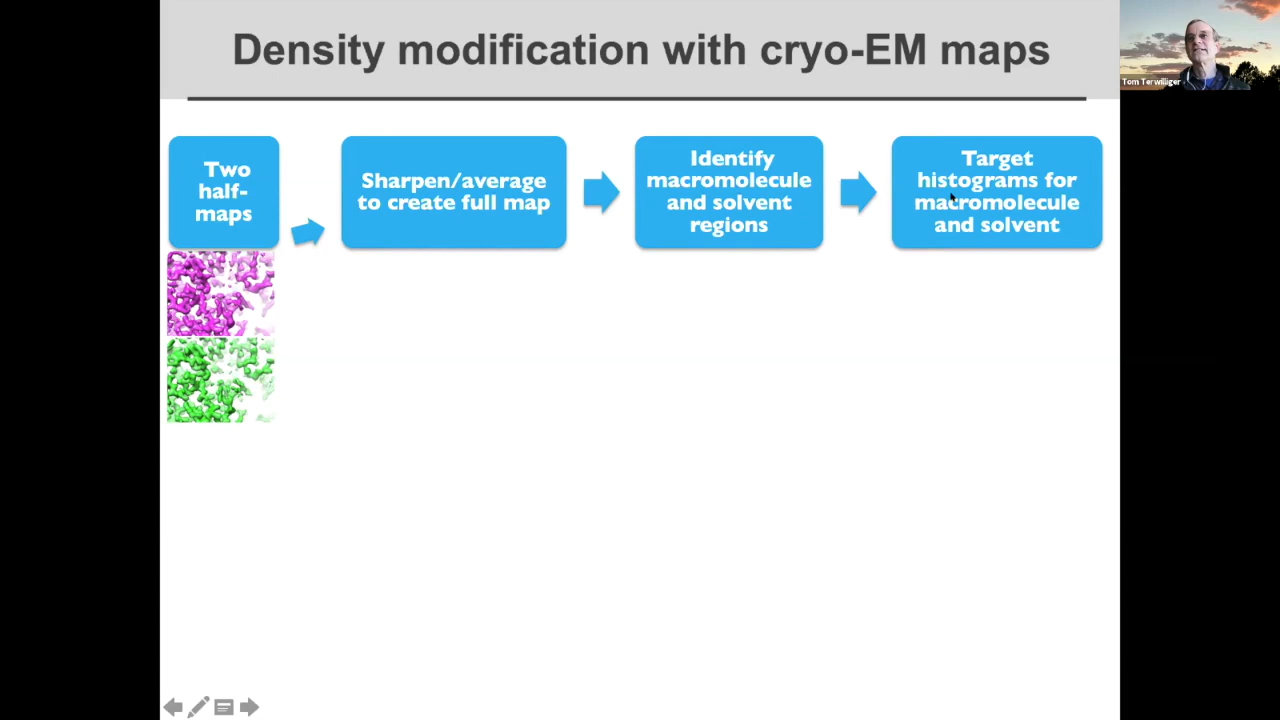 Density modification with cryo-EM maps
Tom Terwilliger
Two
half-
maps
Sharpen/average
to create full map
Identify
macromolecule
and solvent
regions
Target
histograms for
macromolecule
and solvent